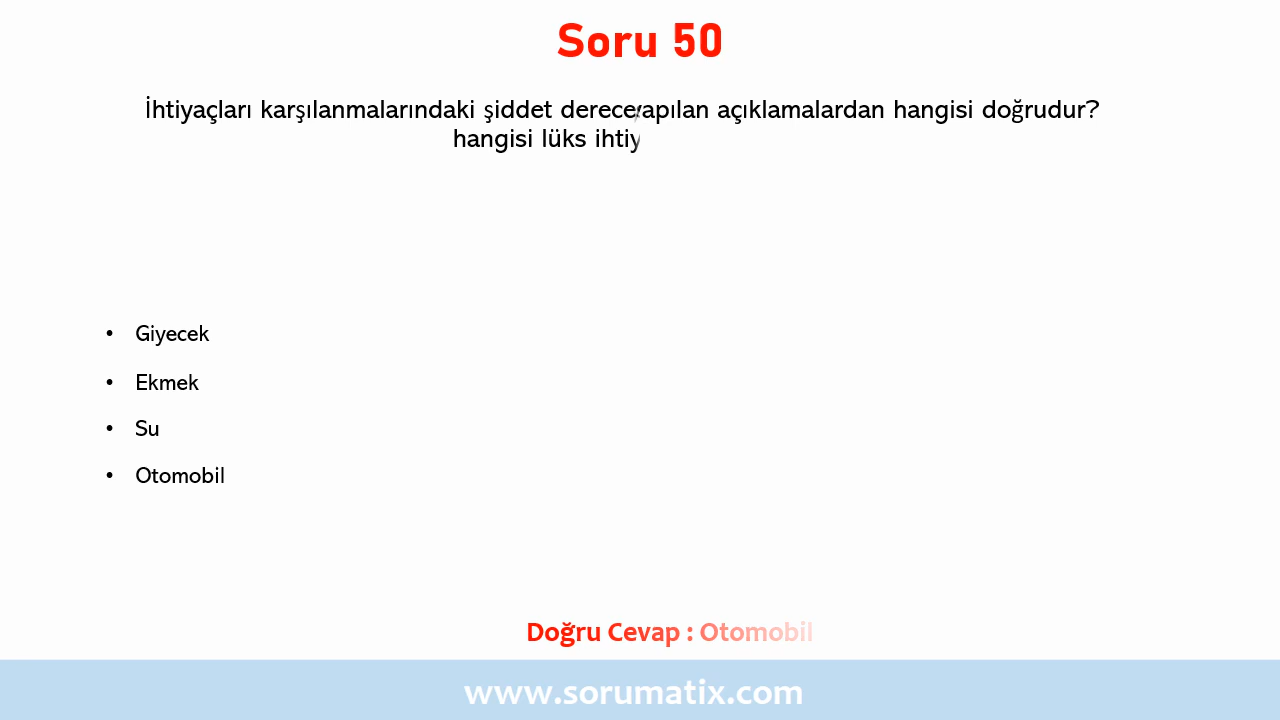 Soru 50
İhtiyaçları karşılanmalarındaki şiddet derece apılan açıklamalardan hangisi doğrudur?
hangisi lüks ihtiy
• Giyecek
• Ekmek
• Su
• Otomobil
Doğru Cevap : Otomobil
www.sorumatix.com